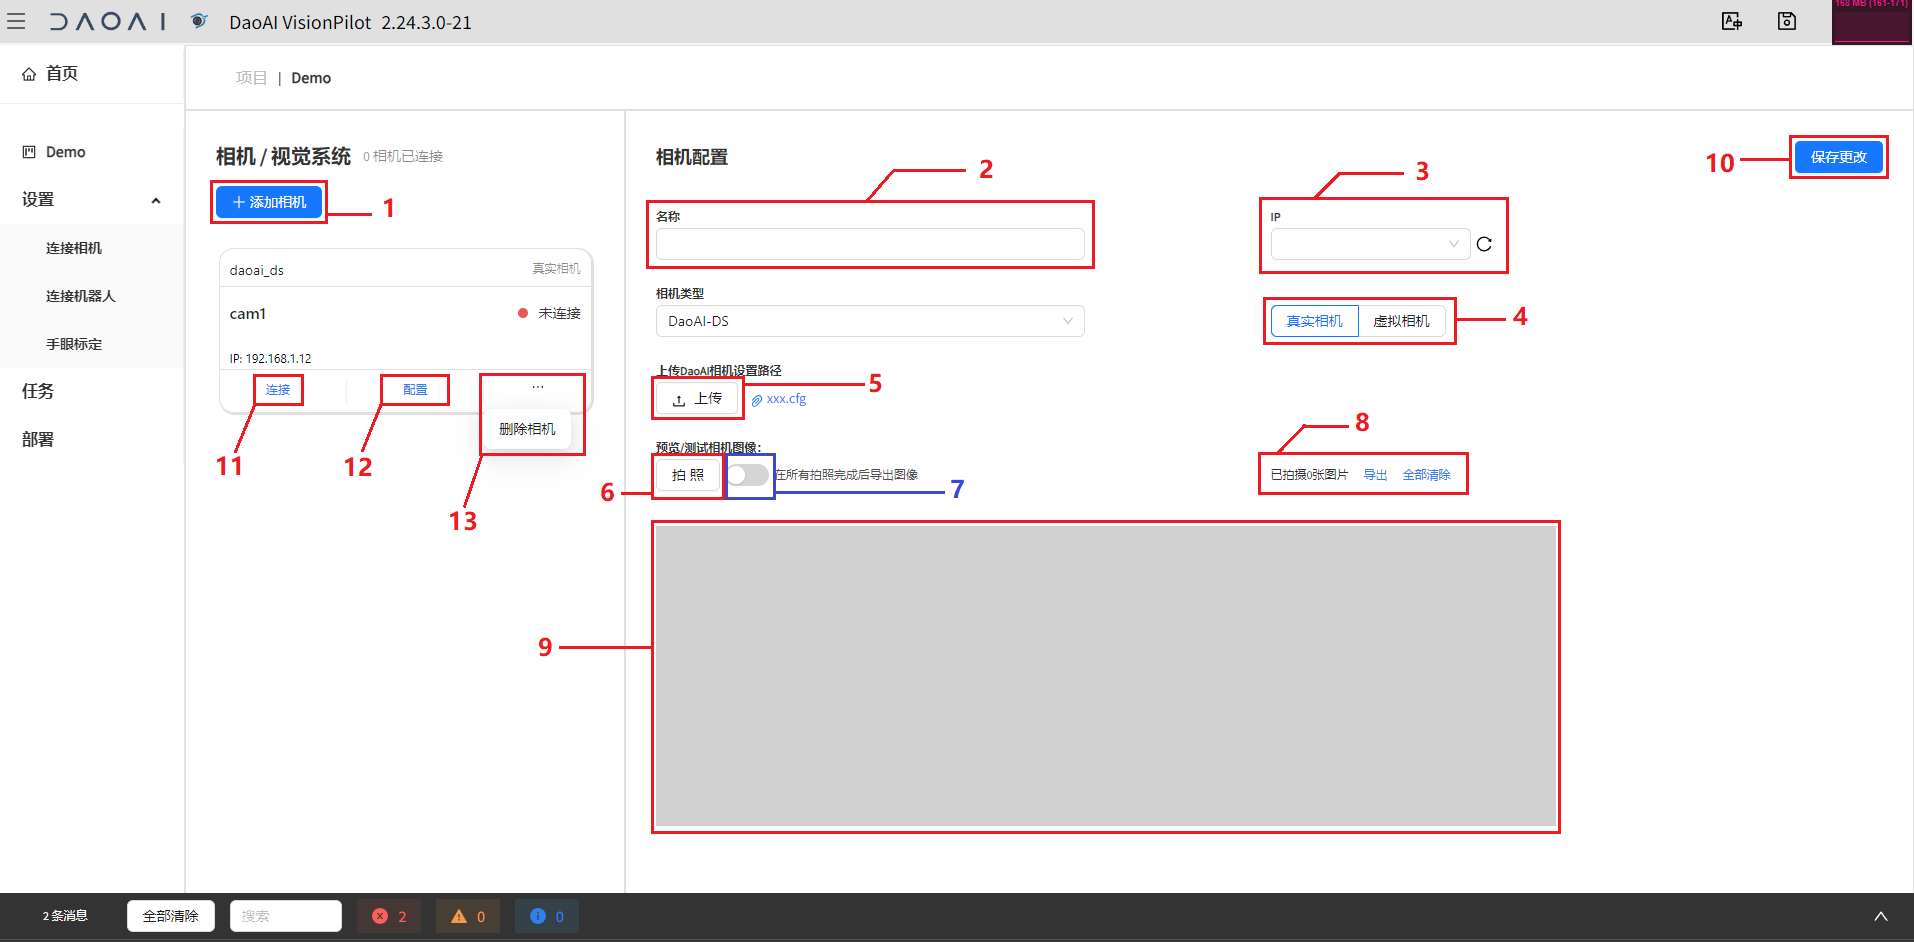 DAOAI DaoAI VisionPilot 2.24.3.0-21
168 MB (161-171)
首页
项目 | Demo
Demo
设置
连接相机
连接机器人
手眼标定
任务
部署
相机 / 视觉系统 0 相机已连接
+ 添加相机
1
daoai_ds 真实相机
cam1 未连接
IP: 192.168.1.12
连接 配置 ...
删除相机
11
12
13
相机配置
保存更改
10
2
3
名称
IP
相机类型
DaoAI-DS
真实相机 虚拟相机
4
上传DaoAI相机设置路径
上传 xxx.cfg
5
预览/测试相机图像：
拍 照 在所有拍照完成后导出图像
6
7
8
已拍摄0张图片 导出 全部清除
9
2 条消息 全部清除 搜索 2 0 0